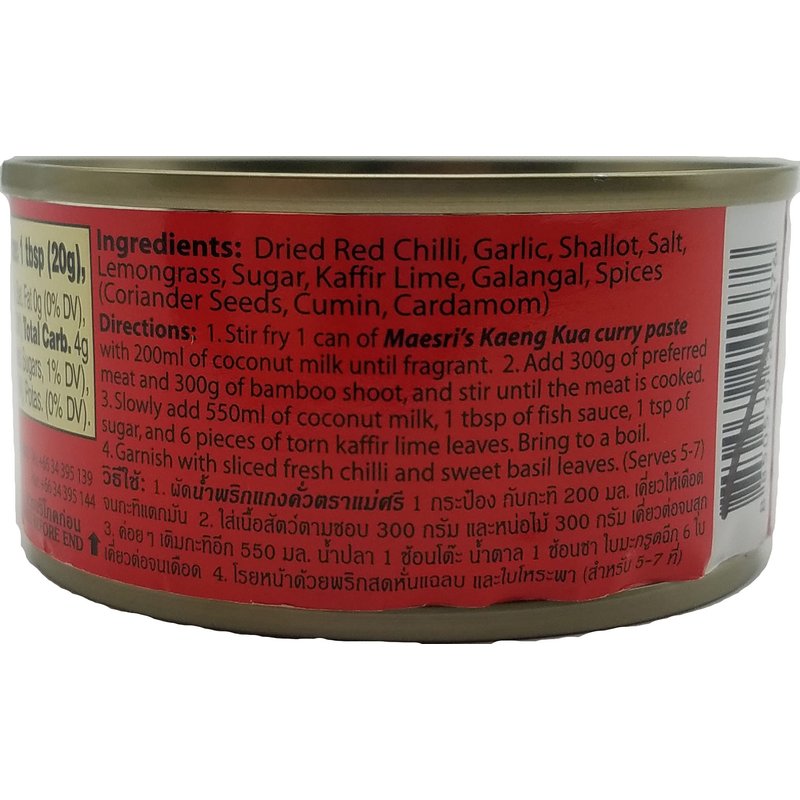 1 tbsp (20g),
Fat 0g (0% DV),
Total Carb. 4g
Sugars, 1% DV),
Potas. (0% DV).
+66 34 395 139
+66 34 395 144
Ingredients: Dried Red Chilli, Garlic, Shallot, Salt,
Lemongrass, Sugar, Kaffir Lime, Galangal, Spices
(Coriander Seeds, Cumin, Cardamom)
Directions: 1.Stir fry 1 can of Maesri's Kaeng Kua curry paste
with 200ml of coconut milk until fragrant. 2. Add 300g of preferred
meat and 300g of bamboo shoot, and stir until the meat is cooked.
3.Slowly add 550ml of coconut milk, 1 tbsp of fish sauce, 1 tsp of
sugar, and 6 pieces of torn kaffir lime leaves. Bring to a boil.
4.Garnish with sliced fresh chilli and sweet basil leaves. (Serves 5-7)
วิธีใช้: 1. ผัดน้ำพริกแกงคั่วตราแม่ศรี 1 กระป๋อง กับกะทิ 200 มล. เคี่ยวให้เดือด
จนกะทิแตกมัน 2. ใส่เนื้อสัตว์ตามชอบ 300 กรัม และหน่อไม้ 300 กรัม เคี่ยวต่อจนสุก
3. ค่อยๆ เติมกะทิอีก 550 มล. น้ำปลา 1 ช้อนโต๊ะ น้ำตาล 1 ช้อนชา ใบมะกรูดฉีก 6 ใบ
เคี่ยวต่อจนเดือด 4. โรยหน้าด้วยพริกสดหั่นแฉลบ และใบโหระพา (สำหรับ 5-7 ที่)
END